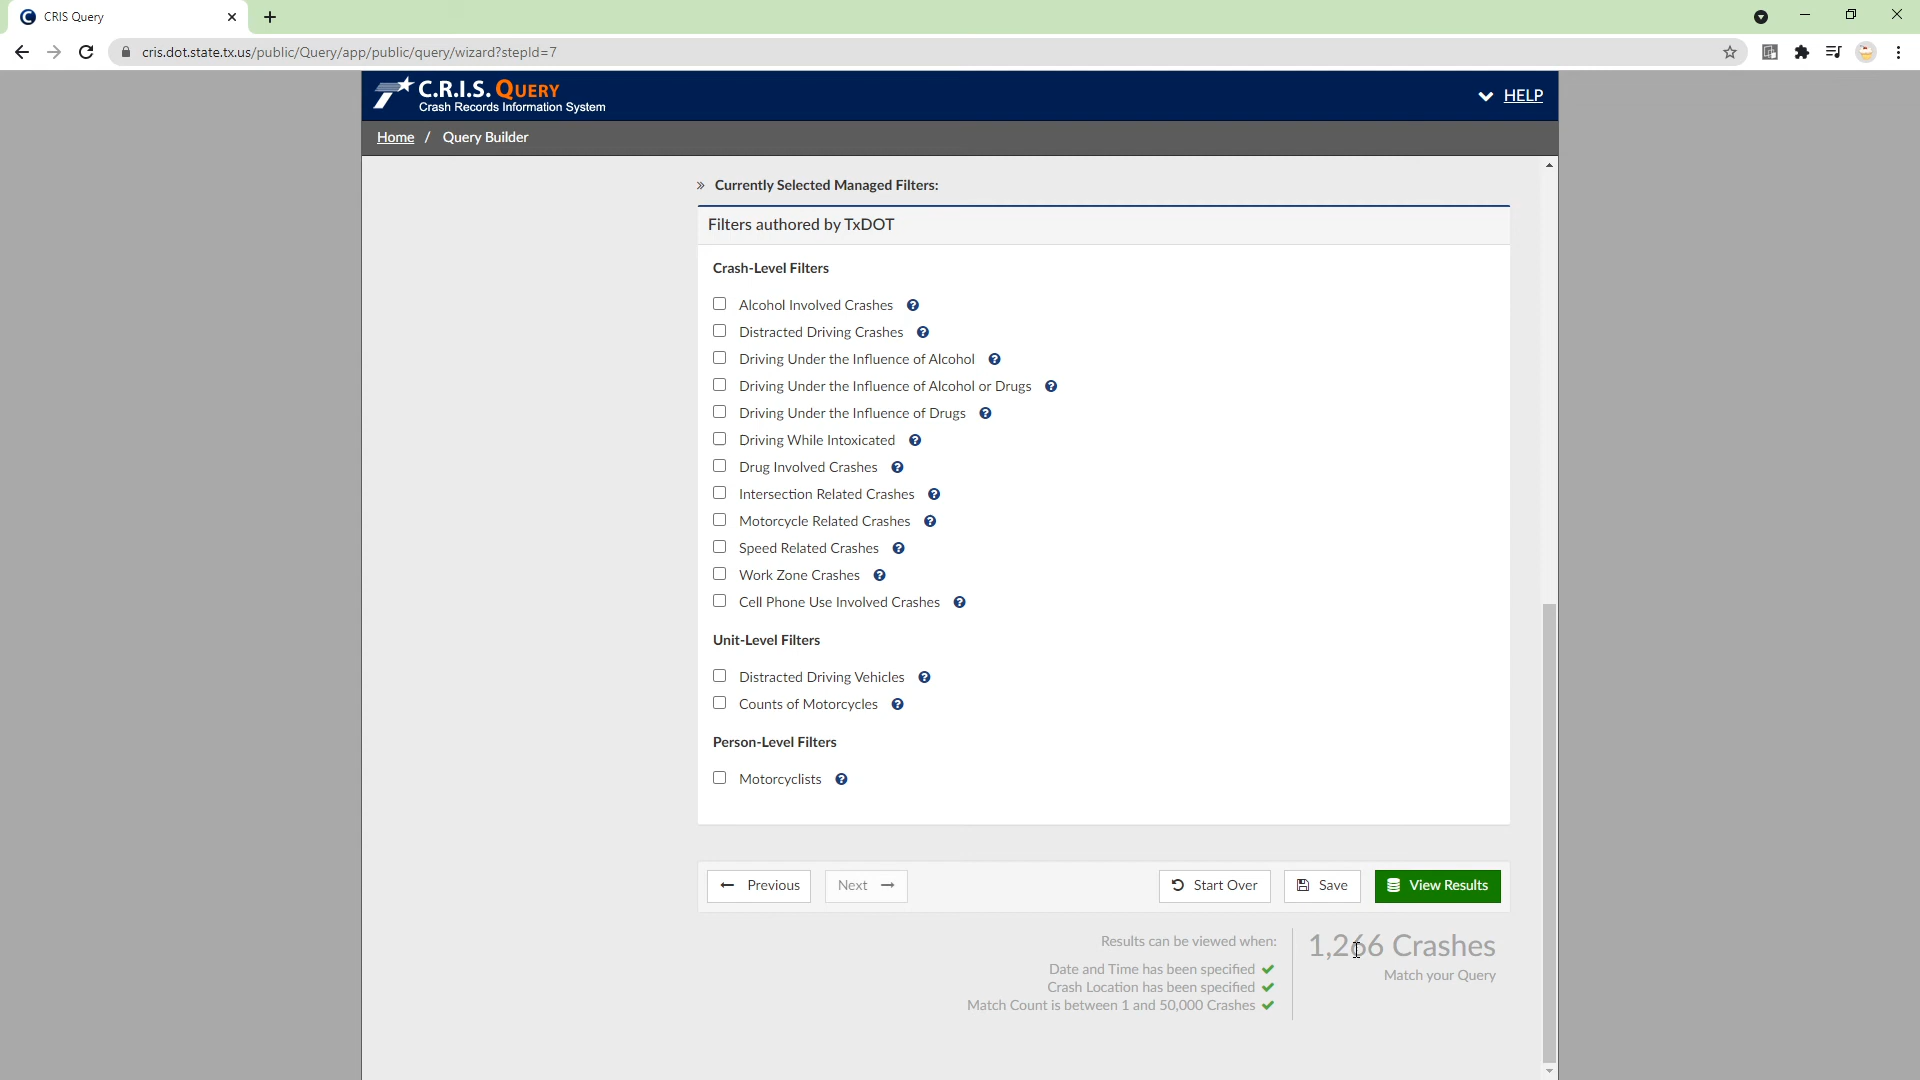 CRIS Query
cris.dot.state.tx.us/public/Query/app/public/query/wizard?stepId=7
C.R.I.S. QUERY
Crash Records Information System
HELP
Home / Query Builder
» Currently Selected Managed Filters:
Filters authored by TxDOT
Crash-Level Filters
Alcohol Involved Crashes ?
Distracted Driving Crashes ?
Driving Under the Influence of Alcohol ?
Driving Under the Influence of Alcohol or Drugs ?
Driving Under the Influence of Drugs ?
Driving While Intoxicated ?
Drug Involved Crashes ?
Intersection Related Crashes ?
Motorcycle Related Crashes ?
Speed Related Crashes ?
Work Zone Crashes ?
Cell Phone Use Involved Crashes ?
Unit-Level Filters
Distracted Driving Vehicles ?
Counts of Motorcycles ?
Person-Level Filters
Motorcyclists ?
← Previous Next → Start Over Save View Results
Results can be viewed when:
Date and Time has been specified ✔
Crash Location has been specified ✔
Match Count is between 1 and 50,000 Crashes ✔
1,266 Crashes
Match your Query